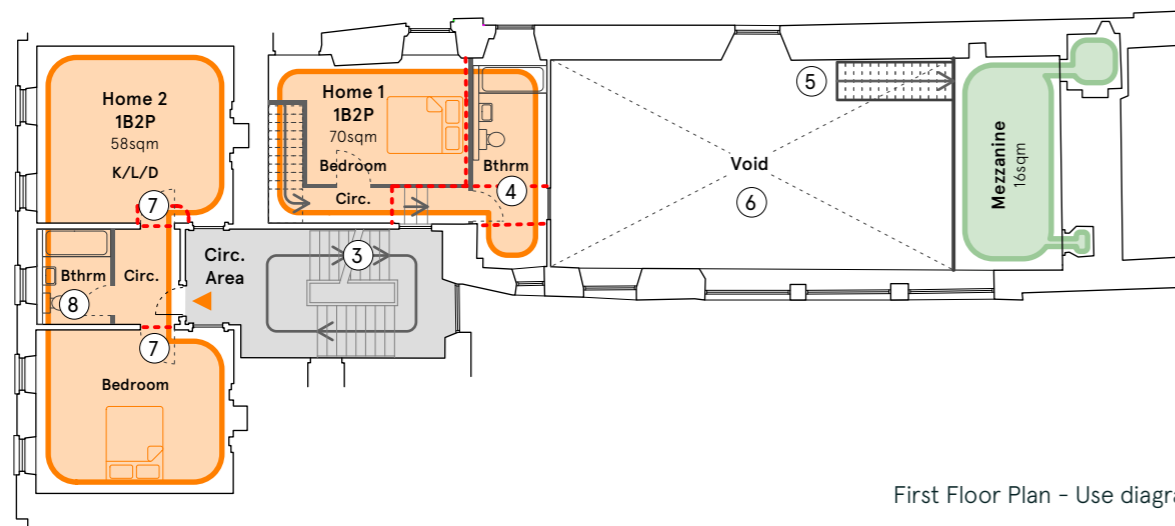 Home 2
1B2P
58sqm
K/L/D
7
Bthrm
Circ.
8
7
Bedroom
Circ.
Area
3
Home 1
1B2P
70sqm
Bedroom
Circ.
Bthrm
4
5
Void
6
Mezzanine
16sqm
First Floor Plan - Use diagra